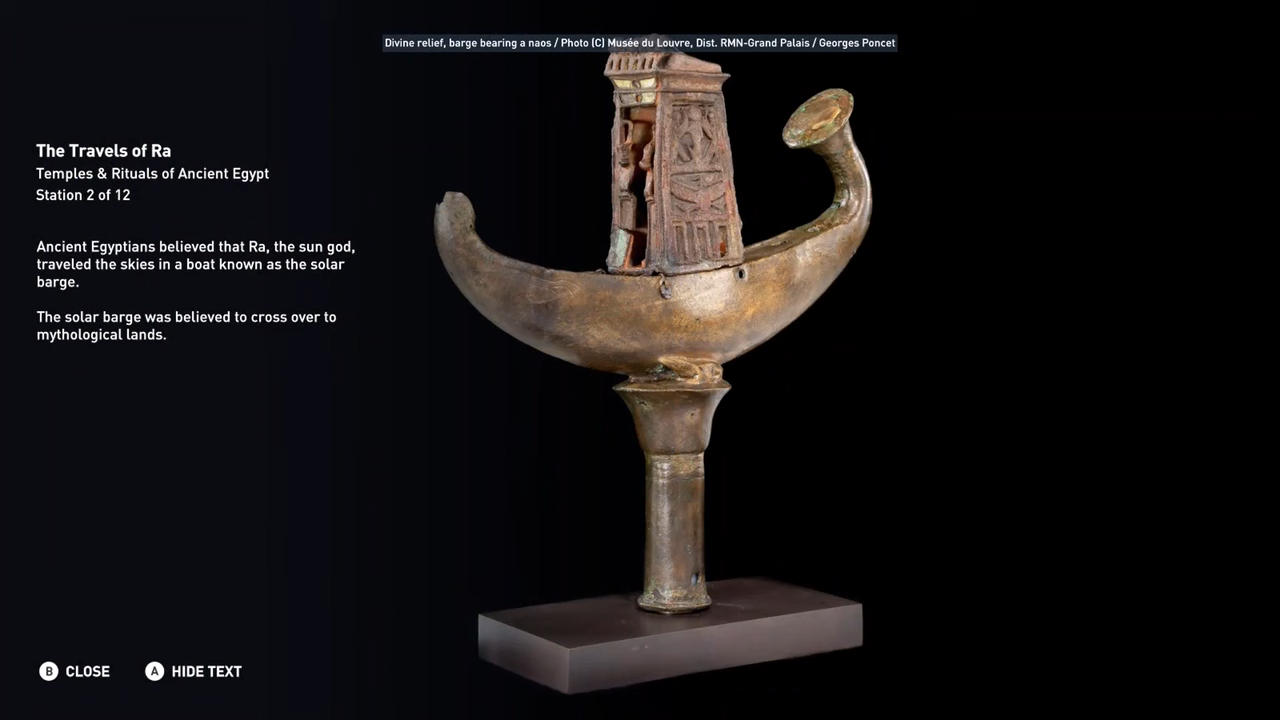 Divine relief, barge bearing a naos / Photo (C) Musée du Louvre, Dist. RMN-Grand Palais / Georges Poncet
The Travels of Ra
Temples & Rituals of Ancient Egypt
Station 2 of 12
Ancient Egyptians believed that Ra, the sun god,
traveled the skies in a boat known as the solar
barge.
The solar barge was believed to cross over to
mythological lands.
B CLOSE A HIDE TEXT